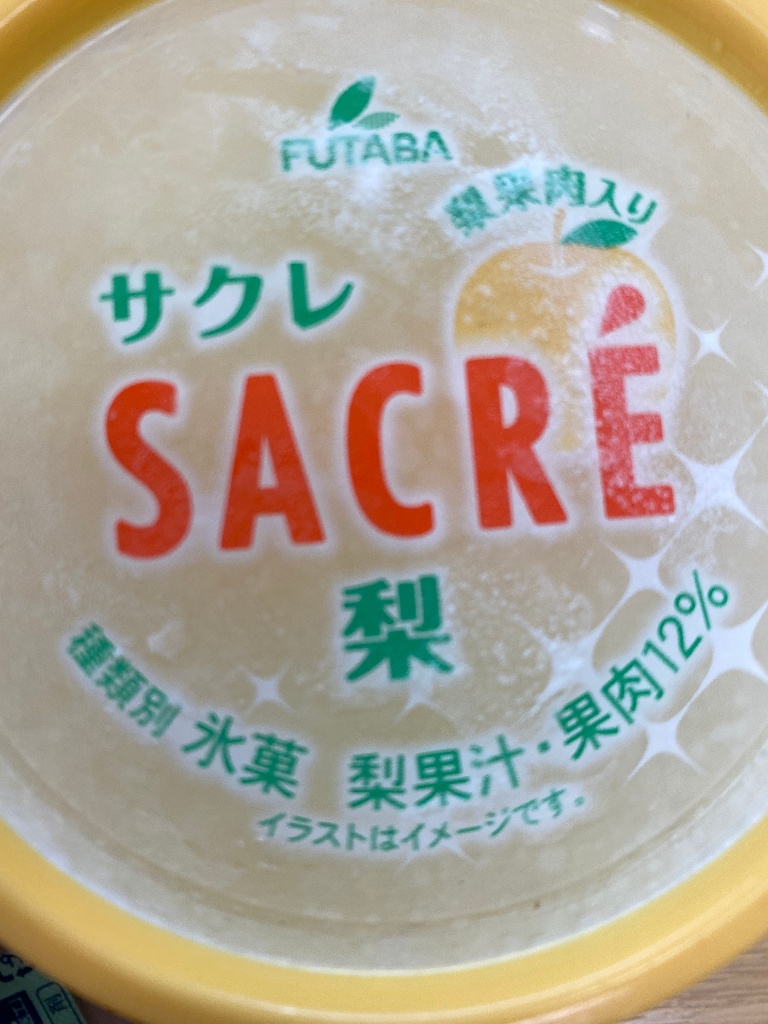 FUTABA
梨果肉入り
サクレ
SACRÉ
梨
種類別 氷菓 梨果汁・果肉12%
イラストはイメージです。